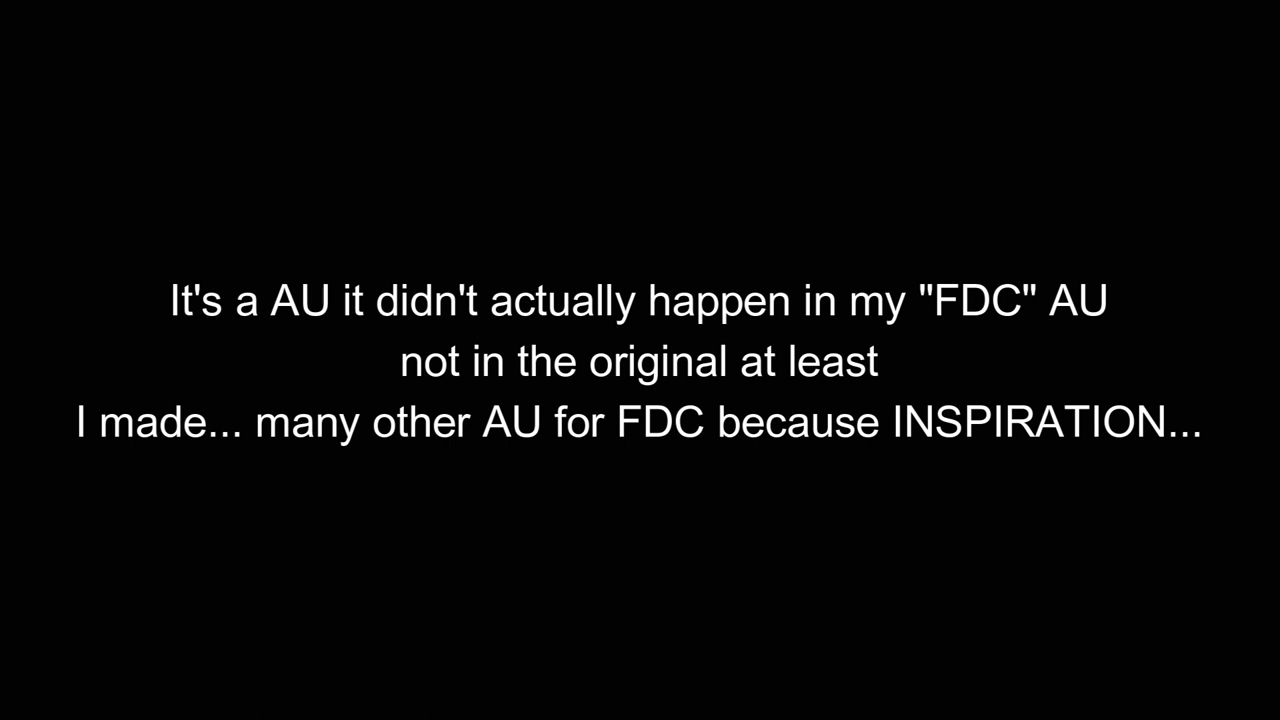 It's a AU it didn't actually happen in my "FDC" AU
not in the original at least
I made... many other AU for FDC because INSPIRATION...